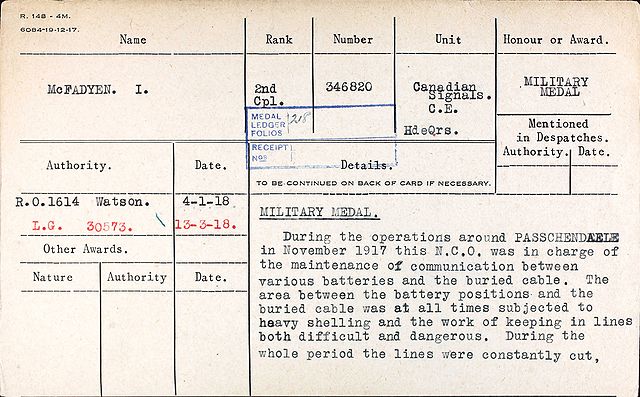 R. 148 - 4M.
6084-19-12-17.
Name
Rank
Number
Unit
Honour or Award.
McFADYEN. I.
2nd
Cpl.
346820
Canadian
Signals.
C.E.
HdeQrs.
MILITARY
MEDAL
MEDAL
LEDGER
FOLIOS
218
RECEIPT
Nos
Mentioned
in Despatches.
Authority. Date.
Authority.
Date.
Details.
TO BE CONTINUED ON BACK OF CARD IF NECESSARY.
R.O.1614 Watson.
4-1-18.
L.G. 30573.
13-3-18.
Other Awards.
Nature
Authority
Date.
MILITARY MEDAL.
During the operations around PASSCHENDAELE
in November 1917 this N.C.O. was in charge of
the maintenance of communication between
various batteries and the buried cable. The
area between the battery positions and the
buried cable was at all times subjected to
heavy shelling and the work of keeping in lines
both difficult and dangerous. During the
whole period the lines were constantly cut,